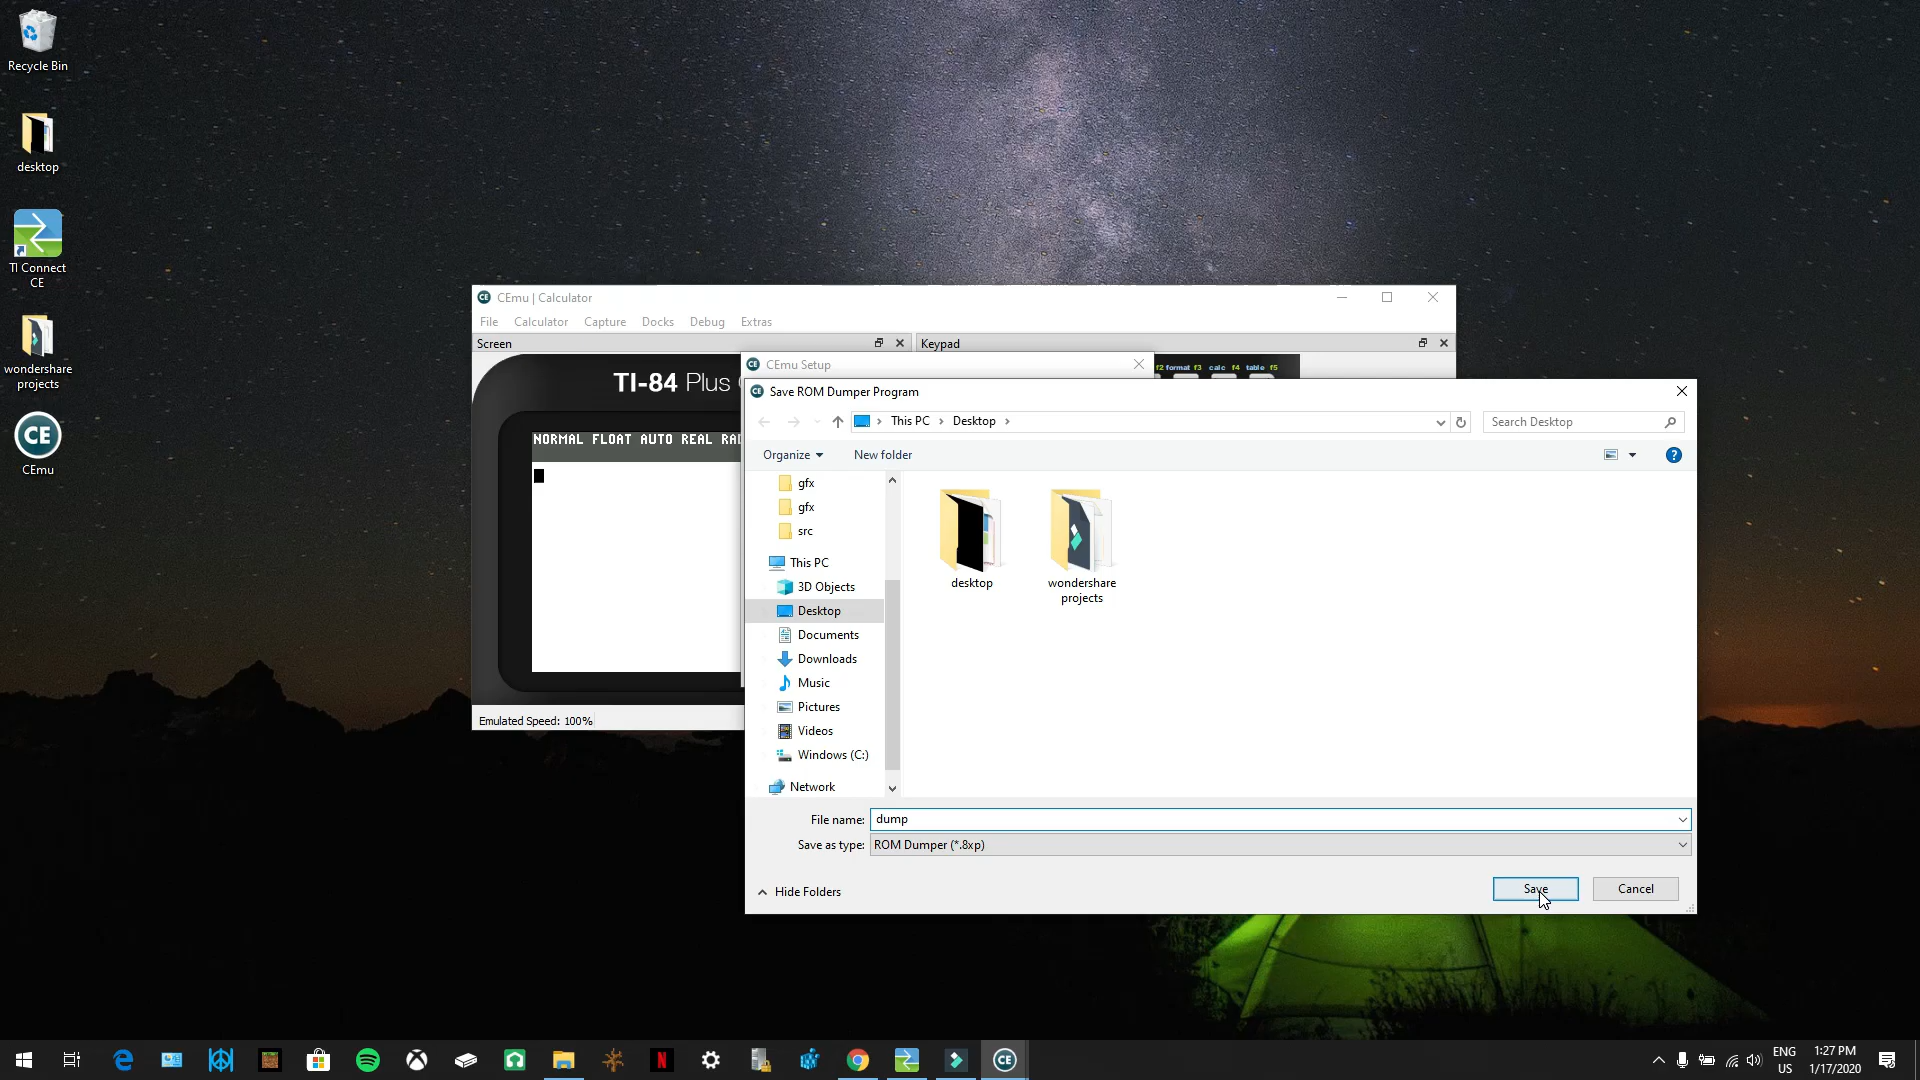 Recycle Bin
desktop
TI Connect
CE
wondershare
projects
CE
CEmu
CE CEmu | Calculator
File Calculator Capture Docks Debug Extras
Screen
Keypad
TI-84 Plus
NORMAL FLOAT AUTO REAL RAD
f2 format f3 calc f4 table f5
Emulated Speed: 100%
CE CEmu Setup
CE Save ROM Dumper Program
This PC > Desktop >
Search Desktop
Organize New folder
?
gfx
gfx
src
This PC
3D Objects
Desktop
Documents
Downloads
Music
Pictures
Videos
Windows (C:)
Network
desktop
wondershare
projects
File name: dump
Save as type: ROM Dumper (*.8xp)
Hide Folders
Save
Cancel
N
CE
ENG
US
1:27 PM
1/17/2020